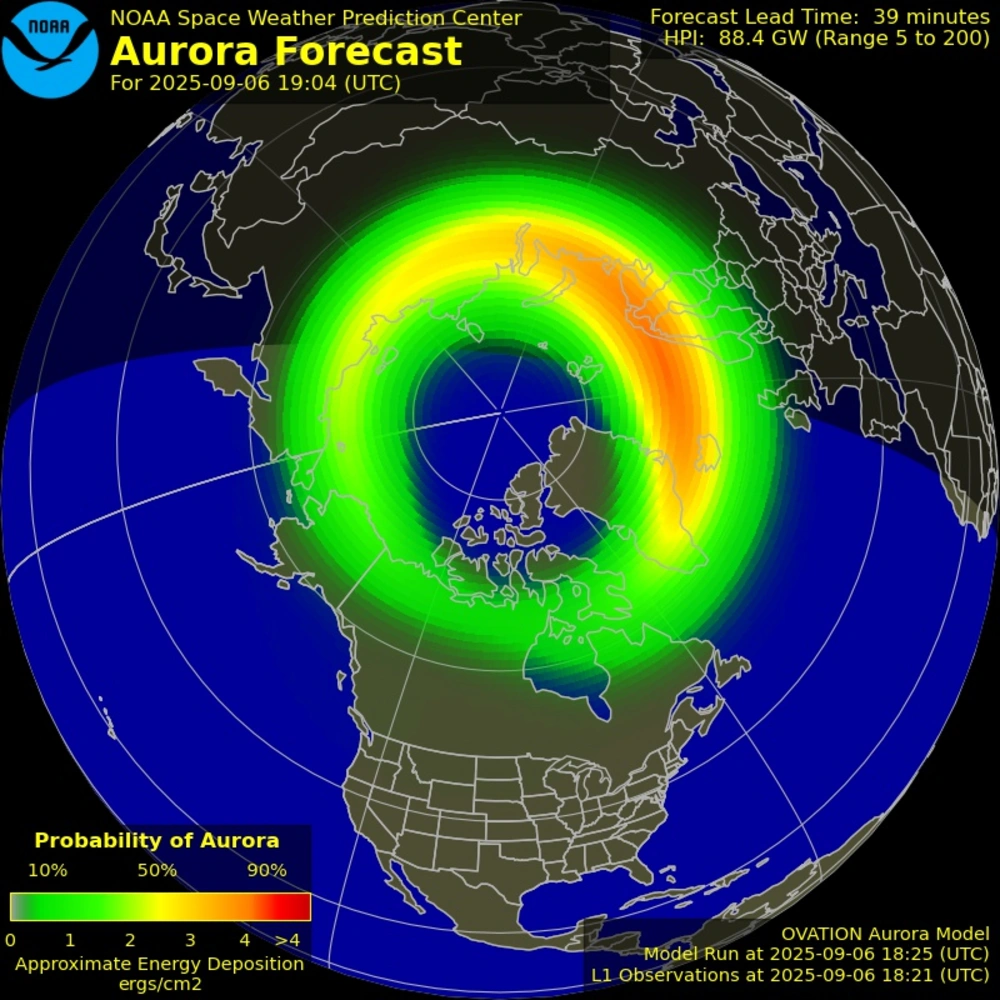 NOAA
NOAA Space Weather Prediction Center
Aurora Forecast
For 2025-09-06 19:04 (UTC)
Forecast Lead Time: 39 minutes
HPI: 88.4 GW (Range 5 to 200)
Probability of Aurora
10% 50% 90%
0 1 2 3 4 >4
Approximate Energy Deposition
ergs/cm2
OVATION Aurora Model
Model Run at 2025-09-06 18:25 (UTC)
L1 Observations at 2025-09-06 18:21 (UTC)